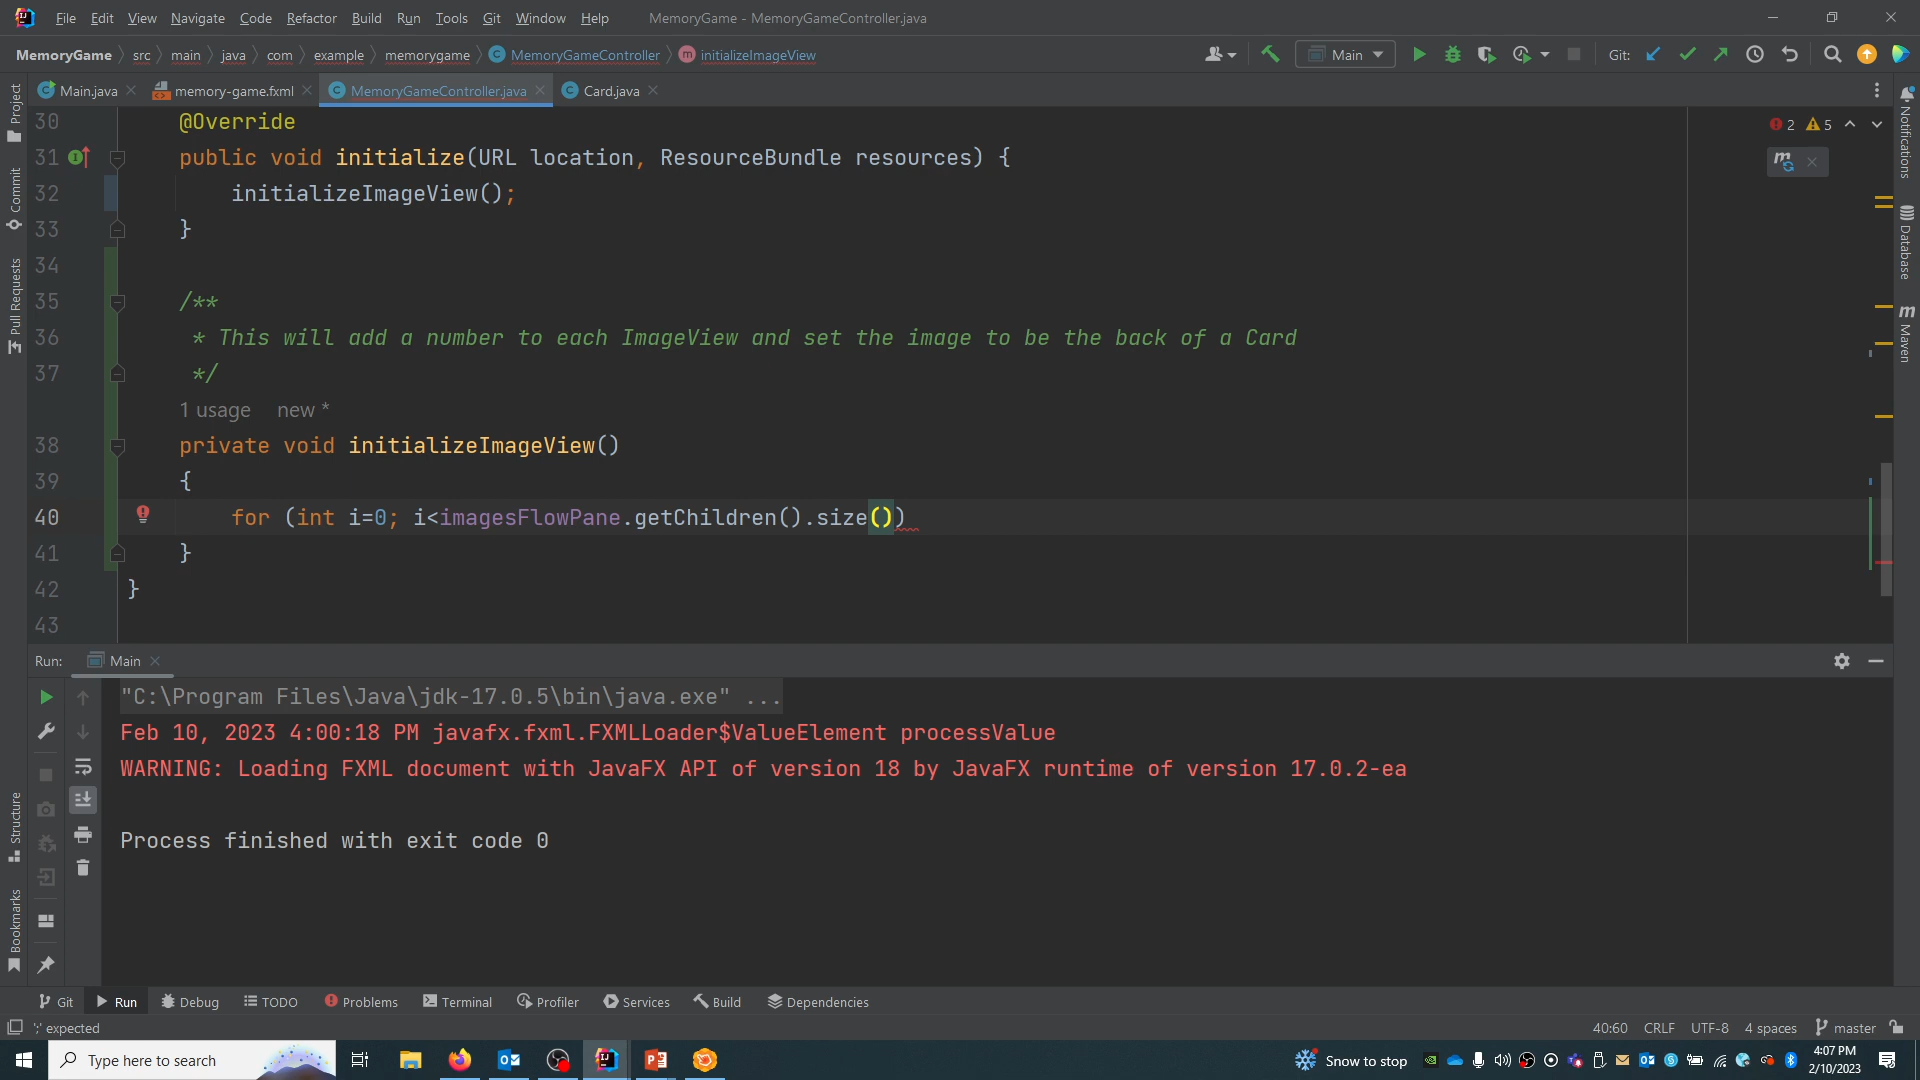 File Edit View Navigate Code Refactor Build Run Tools Git Window Help MemoryGame - MemoryGameController.java
MemoryGame src main java com example memorygame MemoryGameController initializeImageView Main Git:
Main.java memory-game.fxml MemoryGameController.java Card.java
2 5
30 @Override
31 public void initialize(URL location, ResourceBundle resources) {
32 initializeImageView();
33 }
34
35 /**
36 * This will add a number to each ImageView and set the image to be the back of a Card
37 */
1 usage new *
38 private void initializeImageView()
39 {
40 for (int i=0; i<imagesFlowPane.getChildren().size())
41 }
42 }
43
Project
Commit
Pull Requests
Structure
Bookmarks
Notifications
Database
Maven
Run: Main
"C:\Program Files\Java\jdk-17.0.5\bin\java.exe" ...
Feb 10, 2023 4:00:18 PM javafx.fxml.FXMLLoader$ValueElement processValue
WARNING: Loading FXML document with JavaFX API of version 18 by JavaFX runtime of version 17.0.2-ea
Process finished with exit code 0
Git Run Debug TODO Problems Terminal Profiler Services Build Dependencies
';' expected 40:60 CRLF UTF-8 4 spaces master
Type here to search Snow to stop 4:07 PM
2/10/2023